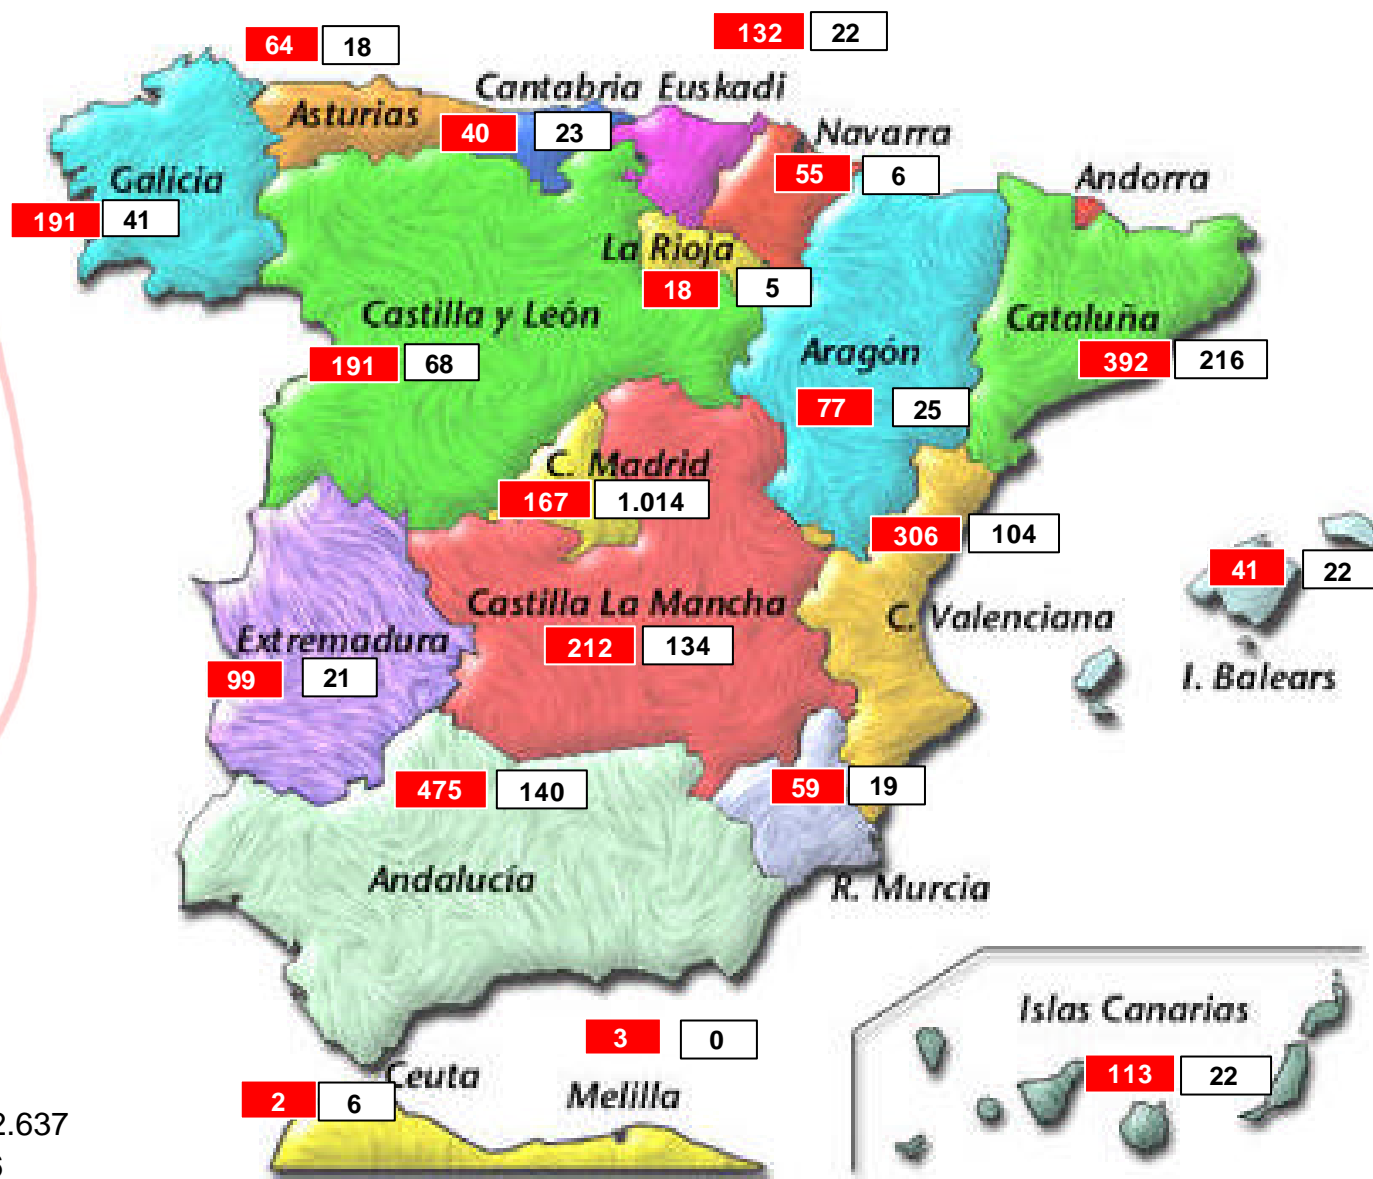 132 22
64 18
Cantabria Euskadi
Asturias
40 23
Navarra
55 6
Andorra
Galicia
191 41
La Rioja
18 5
Castilla y León
191 68
Cataluña
392 216
Aragón
77 25
C. Madrid
167 1.014
306 104
41 22
Castilla La Mancha
212 134
C. Valenciana
Extremadura
99 21
I. Balears
475 140
59 19
Andalucía
R. Murcia
Islas Canarias
3 0
113 22
Ceuta
2 6
Melilla
2.637